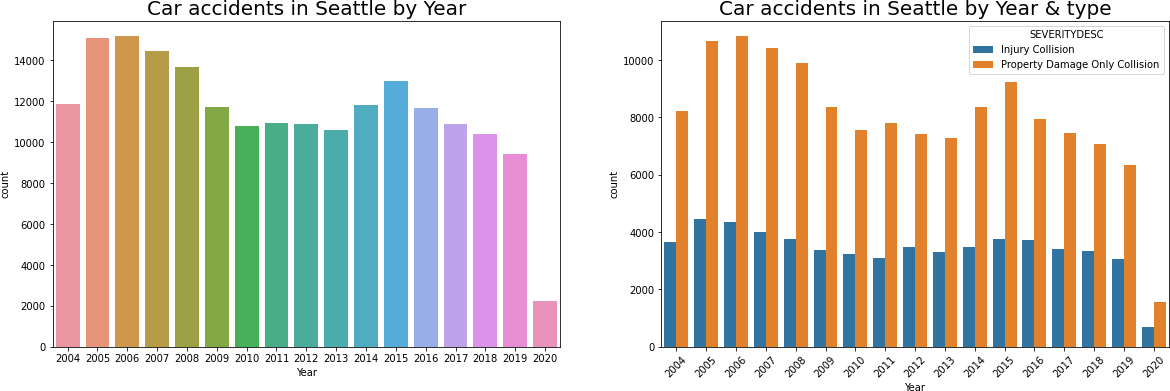 Car accidents in Seattle by Year
count
14000
12000
10000
8000
6000
4000
2000
0
2004 2005 2006 2007 2008 2009 2010 2011 2012 2013 2014 2015 2016 2017 2018 2019 2020
Year
Car accidents in Seattle by Year & type
SEVERITYDESC
Injury Collision
Property Damage Only Collision
count
10000
8000
6000
4000
2000
0
2004 2005 2006 2007 2008 2009 2010 2011 2012 2013 2014 2015 2016 2017 2018 2019 2020
Year